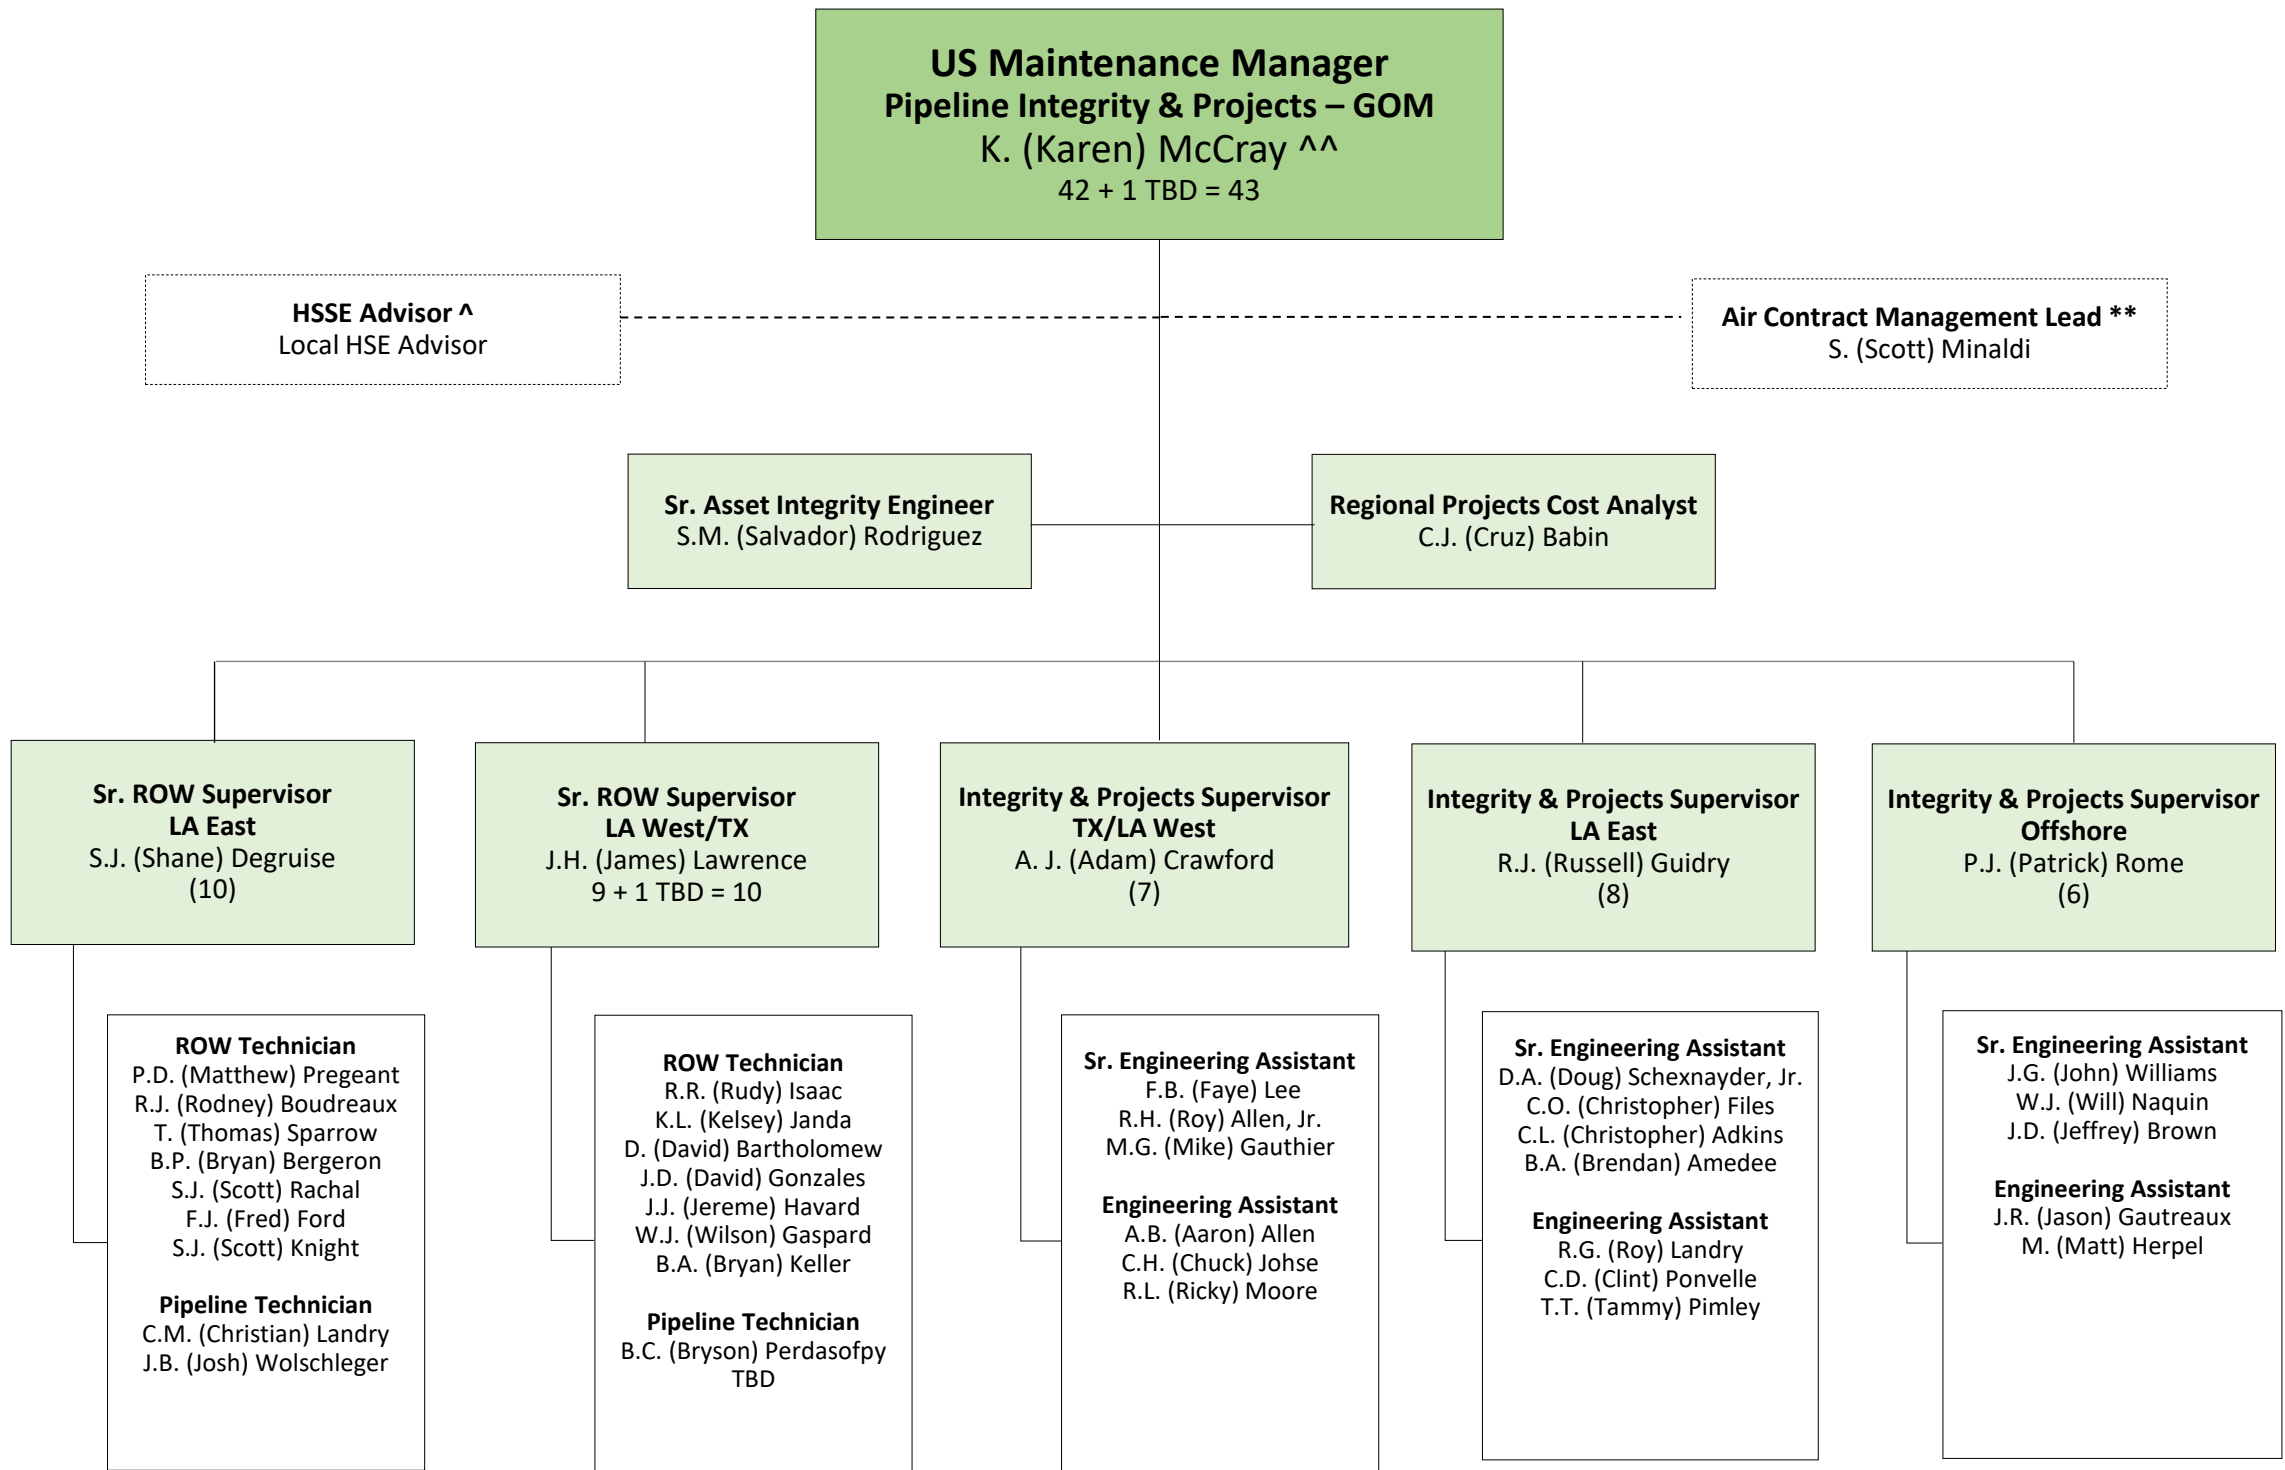 US Maintenance Manager
Pipeline Integrity & Projects – GOM
K. (Karen) McCray ^^
42 + 1 TBD = 43
HSSE Advisor ^
Local HSE Advisor
Air Contract Management Lead **
S. (Scott) Minaldi
Sr. Asset Integrity Engineer
S.M. (Salvador) Rodriguez
Regional Projects Cost Analyst
C.J. (Cruz) Babin
Sr. ROW Supervisor
LA East
S.J. (Shane) Degruise
(10)
Sr. ROW Supervisor
LA West/TX
J.H. (James) Lawrence
9 + 1 TBD = 10
Integrity & Projects Supervisor
TX/LA West
A. J. (Adam) Crawford
(7)
Integrity & Projects Supervisor
LA East
R.J. (Russell) Guidry
(8)
Integrity & Projects Supervisor
Offshore
P.J. (Patrick) Rome
(6)
ROW Technician
P.D. (Matthew) Pregeant
R.J. (Rodney) Boudreaux
T. (Thomas) Sparrow
B.P. (Bryan) Bergeron
S.J. (Scott) Rachal
F.J. (Fred) Ford
S.J. (Scott) Knight
Pipeline Technician
C.M. (Christian) Landry
J.B. (Josh) Wolschleger
ROW Technician
R.R. (Rudy) Isaac
K.L. (Kelsey) Janda
D. (David) Bartholomew
J.D. (David) Gonzales
J.J. (Jereme) Havard
W.J. (Wilson) Gaspard
B.A. (Bryan) Keller
Pipeline Technician
B.C. (Bryson) Perdasofpy
TBD
Sr. Engineering Assistant
F.B. (Faye) Lee
R.H. (Roy) Allen, Jr.
M.G. (Mike) Gauthier
Engineering Assistant
A.B. (Aaron) Allen
C.H. (Chuck) Johse
R.L. (Ricky) Moore
Sr. Engineering Assistant
D.A. (Doug) Schexnayder, Jr.
C.O. (Christopher) Files
C.L. (Christopher) Adkins
B.A. (Brendan) Amedee
Engineering Assistant
R.G. (Roy) Landry
C.D. (Clint) Ponvelle
T.T. (Tammy) Pimley
Sr. Engineering Assistant
J.G. (John) Williams
W.J. (Will) Naquin
J.D. (Jeffrey) Brown
Engineering Assistant
J.R. (Jason) Gautreaux
M. (Matt) Herpel